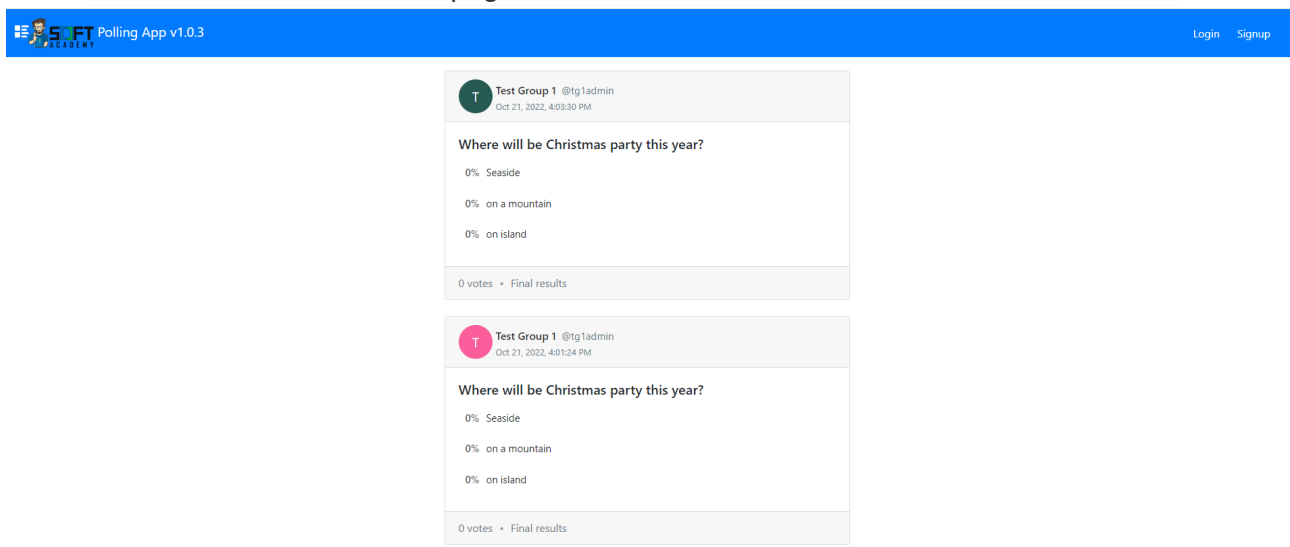 SOFT
ACADEMY
Polling App v1.0.3
Login Signup
T
Test Group 1 @tg1admin
Oct 21, 2022, 4:03:30 PM
Where will be Christmas party this year?
0% Seaside
0% on a mountain
0% on island
0 votes • Final results
T
Test Group 1 @tg1admin
Oct 21, 2022, 4:01:24 PM
Where will be Christmas party this year?
0% Seaside
0% on a mountain
0% on island
0 votes • Final results